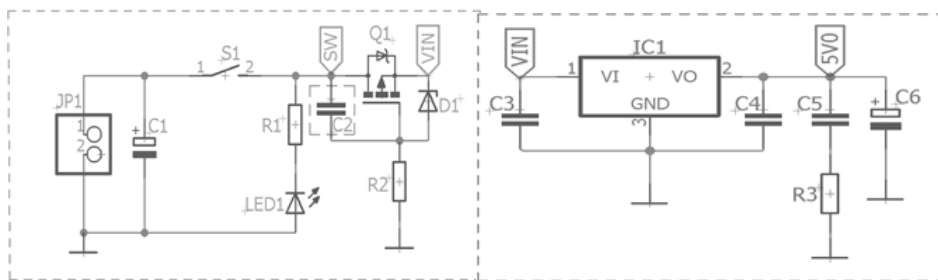 SW
Q1
VIN
S1
1
2
JP1
1
2
+
C1
R1
C2
D1
R2
LED1
VIN
IC1
1
VI
VO
2
GND
3
5V0
C3
C4
C5
+
C6
R3